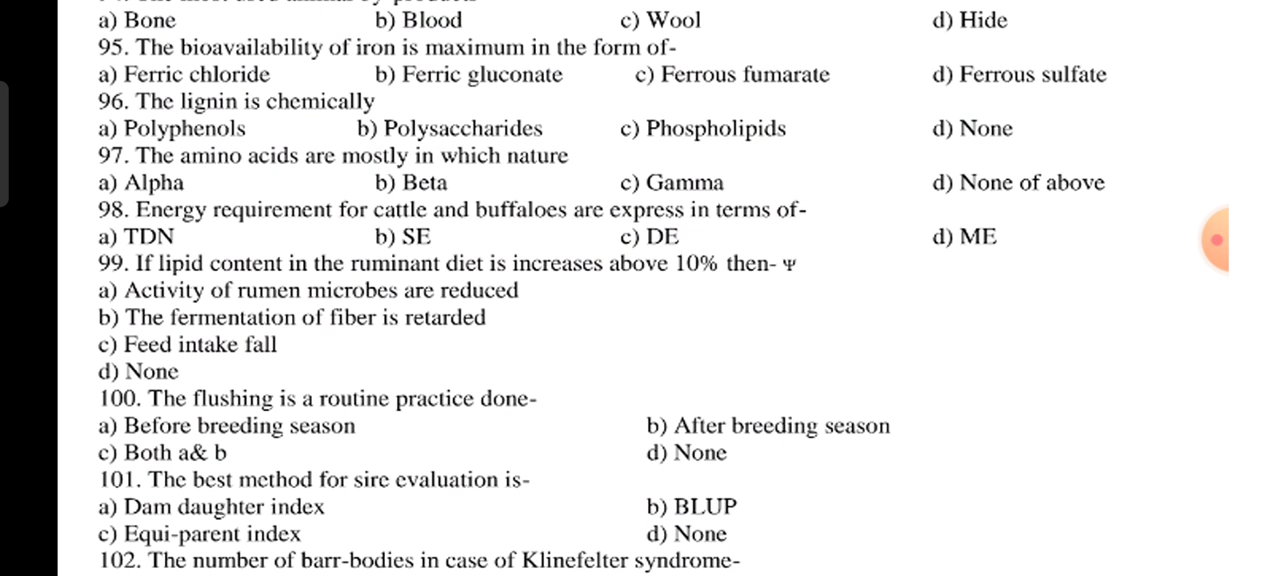 a) Bone b) Blood c) Wool d) Hide
95. The bioavailability of iron is maximum in the form of-
a) Ferric chloride b) Ferric gluconate c) Ferrous fumarate d) Ferrous sulfate
96. The lignin is chemically
a) Polyphenols b) Polysaccharides c) Phospholipids d) None
97. The amino acids are mostly in which nature
a) Alpha b) Beta c) Gamma d) None of above
98. Energy requirement for cattle and buffaloes are express in terms of-
a) TDN b) SE c) DE d) ME
99. If lipid content in the ruminant diet is increases above 10% then- Ψ
a) Activity of rumen microbes are reduced
b) The fermentation of fiber is retarded
c) Feed intake fall
d) None
100. The flushing is a routine practice done-
a) Before breeding season b) After breeding season
c) Both a& b d) None
101. The best method for sire evaluation is-
a) Dam daughter index b) BLUP
c) Equi-parent index d) None
102. The number of barr-bodies in case of Klinefelter syndrome-